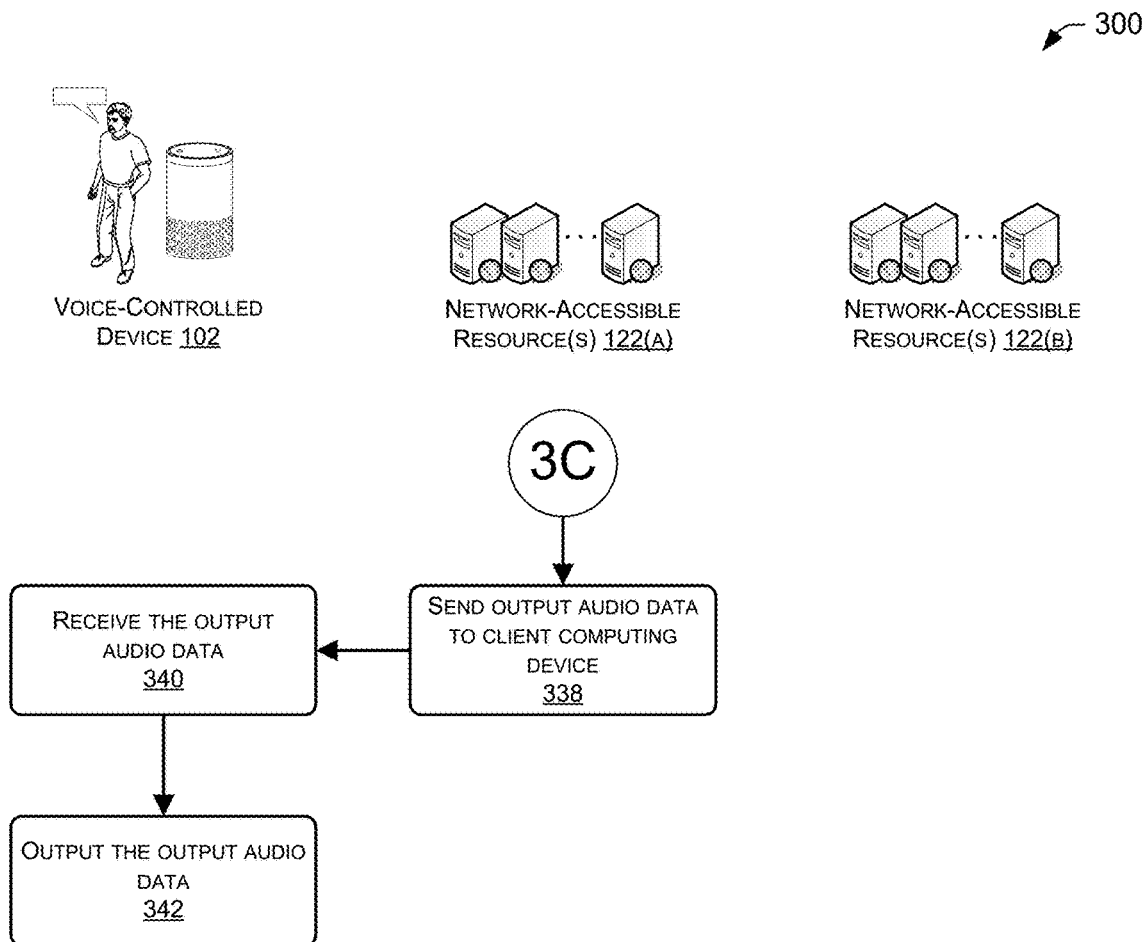 300
VOICE-CONTROLLED
DEVICE 102
NETWORK-ACCESSIBLE
RESOURCE(S) 122(A)
NETWORK-ACCESSIBLE
RESOURCE(S) 122(B)
3C
SEND OUTPUT AUDIO DATA
TO CLIENT COMPUTING
DEVICE
338
RECEIVE THE OUTPUT
AUDIO DATA
340
OUTPUT THE OUTPUT AUDIO
DATA
342